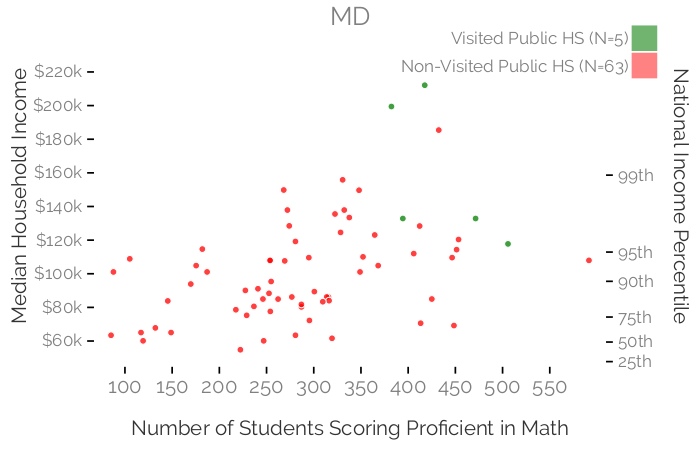 MD
Visited Public HS (N=5)
Non-Visited Public HS (N=63)
Median Household Income
$220k
$200k
$180k
$160k
$140k
$120k
$100k
$80k
$60k
National Income Percentile
99th
95th
90th
75th
50th
25th
100 150 200 250 300 350 400 450 500 550
Number of Students Scoring Proficient in Math